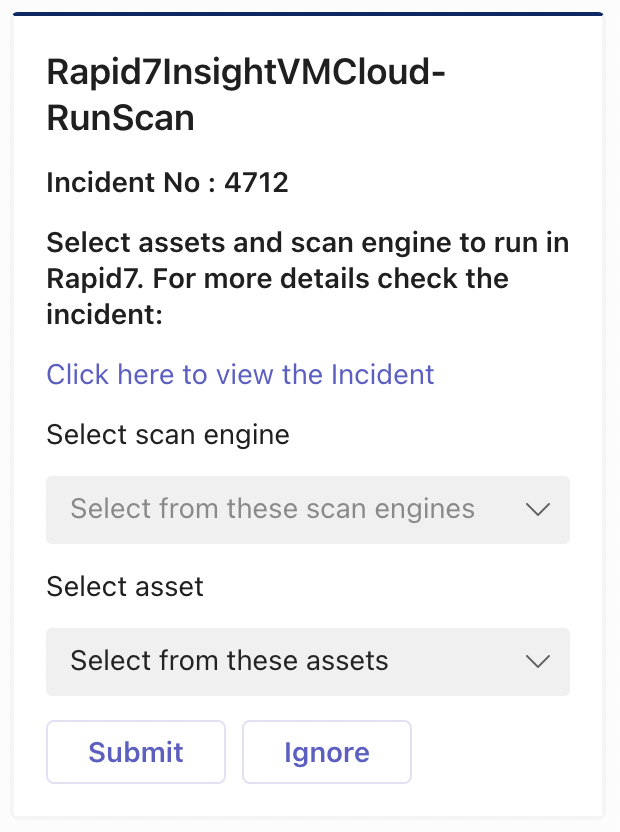 Rapid7InsightVMCloud-
RunScan
Incident No : 4712
Select assets and scan engine to run in
Rapid7. For more details check the
incident:
Click here to view the Incident
Select scan engine
Select from these scan engines
Select asset
Select from these assets
Submit
Ignore